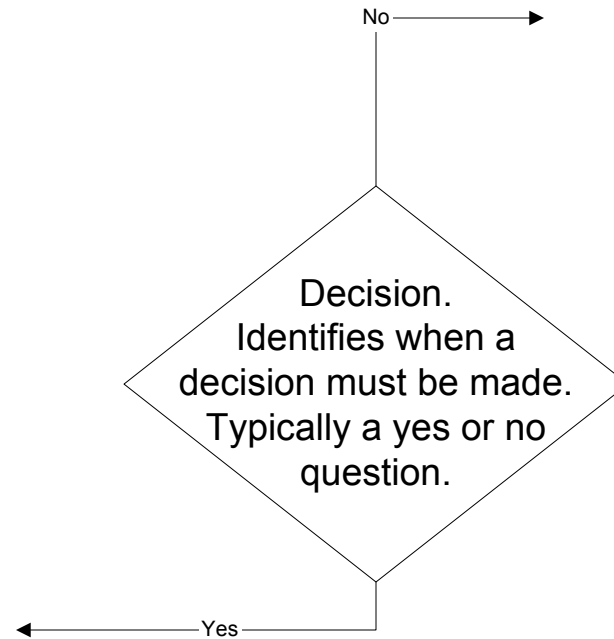 No
Decision.
Identifies when a
decision must be made.
Typically a yes or no
question.
Yes